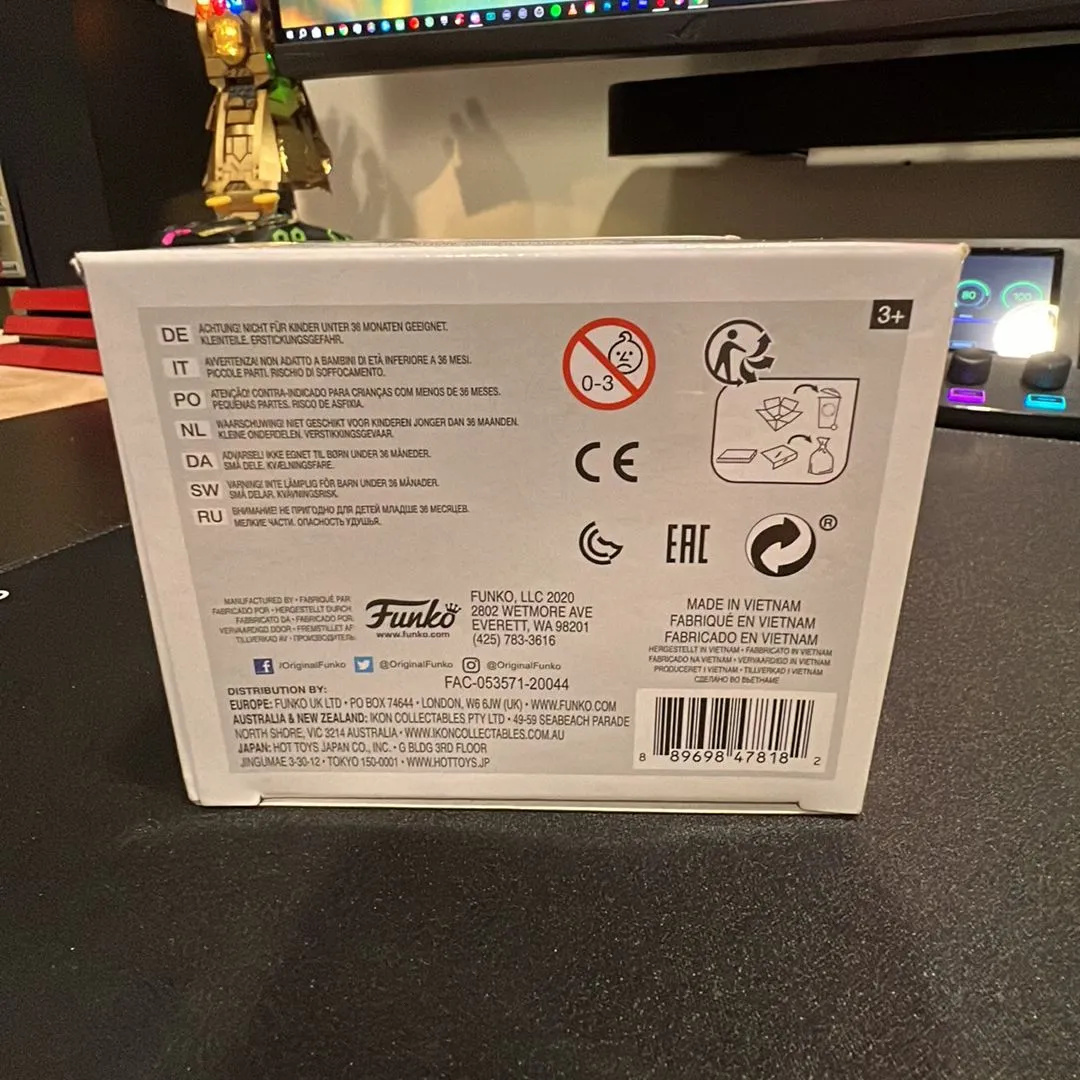 80
100
3+
DE ACHTUNG! NICHT FÜR KINDER UNTER 36 MONATEN GEEIGNET.
KLEINTEILE. ERSTICKUNGSGEFAHR.
IT AVVERTENZA! NON ADATTO A BAMBINI DI ETÀ INFERIORE A 36 MESI.
PICCOLE PARTI. RISCHIO DI SOFFOCAMENTO.
PO ATENÇÃO! CONTRA-INDICADO PARA CRIANÇAS COM MENOS DE 36 MESES.
PEQUENAS PARTES. RISCO DE ASFIXIA.
NL WAARSCHUWING! NIET GESCHIKT VOOR KINDEREN JONGER DAN 36 MAANDEN.
KLEINE ONDERDELEN. VERSTIKKINGSGEVAAR.
DA ADVARSEL! IKKE EGNET TIL BØRN UNDER 36 MÅNEDER.
SMÅ DELE. KVÆLNINGSFARE.
SW VARNING! INTE LÄMPLIG FÖR BARN UNDER 36 MÅNADER.
SMÅ DELAR. KVÄVNINGSRISK.
RU ВНИМАНИЕ! НЕ ПРИГОДНО ДЛЯ ДЕТЕЙ МЛАДШЕ 36 МЕСЯЦЕВ.
МЕЛКИЕ ЧАСТИ. ОПАСНОСТЬ УДУШЬЯ.
0-3
CE
EAC
®
MANUFACTURED BY • FABRIQUÉ PAR
FABRICADO POR • HERGESTELLT DURCH
FABBRICATO DA • FABRICADO POR
VERVAARDIGD DOOR • FREMSTILLET AF
TILLVERKAD AV • ПРОИЗВОДИТЕЛЬ
Funko
www.funko.com
FUNKO, LLC 2020
2802 WETMORE AVE
EVERETT, WA 98201
(425) 783-3616
/OriginalFunko @OriginalFunko @OriginalFunko
FAC-053571-20044
MADE IN VIETNAM
FABRIQUÉ EN VIETNAM
FABRICADO EN VIETNAM
HERGESTELLT IN VIETNAM • FABBRICATO IN VIETNAM
FABRICADO NA VIETNAM • VERVAARDIGD IN VIETNAM
PRODUCERET I VIETNAM • TILLVERKAD I VIETNAM
СДЕЛАНО ВО ВЬЕТНАМЕ
DISTRIBUTION BY:
EUROPE: FUNKO UK LTD • PO BOX 74644 • LONDON, W6 6JW (UK) • WWW.FUNKO.COM
AUSTRALIA & NEW ZEALAND: IKON COLLECTABLES PTY LTD • 49-59 SEABEACH PARADE
NORTH SHORE, VIC 3214 AUSTRALIA • WWW.IKONCOLLECTABLES.COM.AU
JAPAN: HOT TOYS JAPAN CO., INC. • G BLDG 3RD FLOOR
JINGUMAE 3-30-12 • TOKYO 150-0001 • WWW.HOTTOYS.JP
8 89698 47818 2